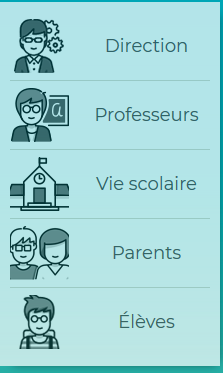 Direction
Professeurs
Vie scolaire
Parents
Élèves